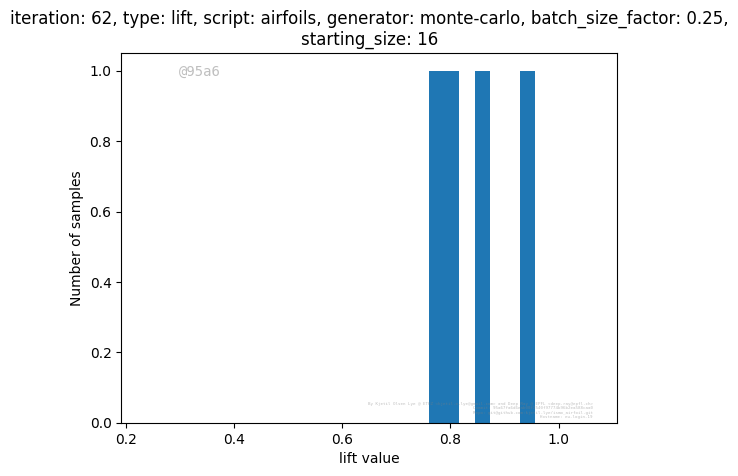 iteration: 62, type: lift, script: airfoils, generator: monte-carlo, batch_size_factor: 0.25,
starting_size: 16
@95a6
1.0
0.8
0.6
0.4
0.2
0.0
Number of samples
0.2 0.4 0.6 0.8 1.0
lift value